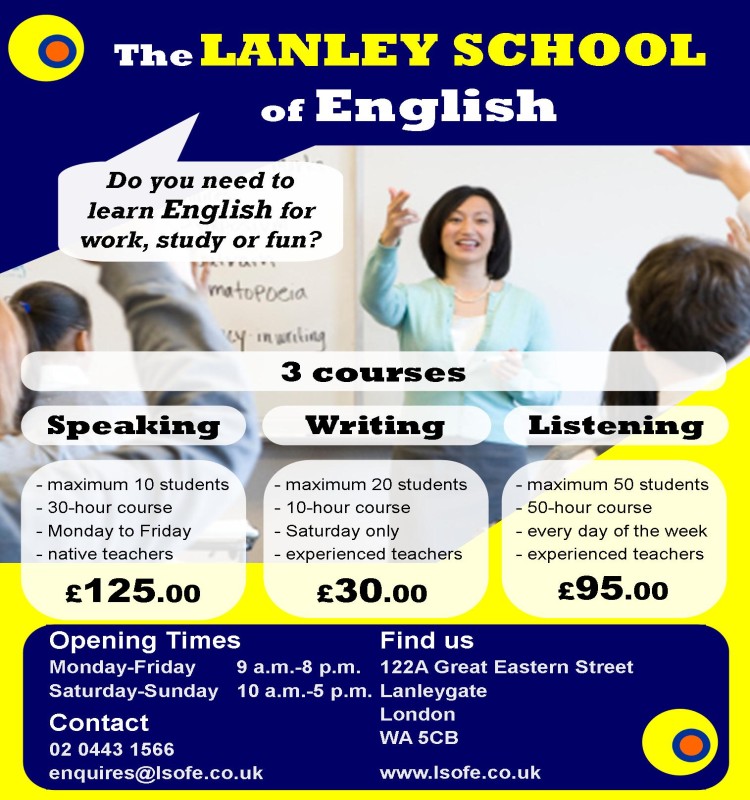 The LANLEY SCHOOL
of English
Do you need to
learn English for
work, study or fun?
matopoeia
cy in writing
3 courses
Speaking
- maximum 10 students
- 30-hour course
- Monday to Friday
- native teachers
£125.00
Writing
- maximum 20 students
- 10-hour course
- Saturday only
- experienced teachers
£30.00
Listening
- maximum 50 students
- 50-hour course
- every day of the week
- experienced teachers
£95.00
Opening Times
Monday-Friday 9 a.m.-8 p.m.
Saturday-Sunday 10 a.m.-5 p.m.
Contact
02 0443 1566
enquires@lsofe.co.uk
Find us
122A Great Eastern Street
Lanleygate
London
WA 5CB
www.lsofe.co.uk